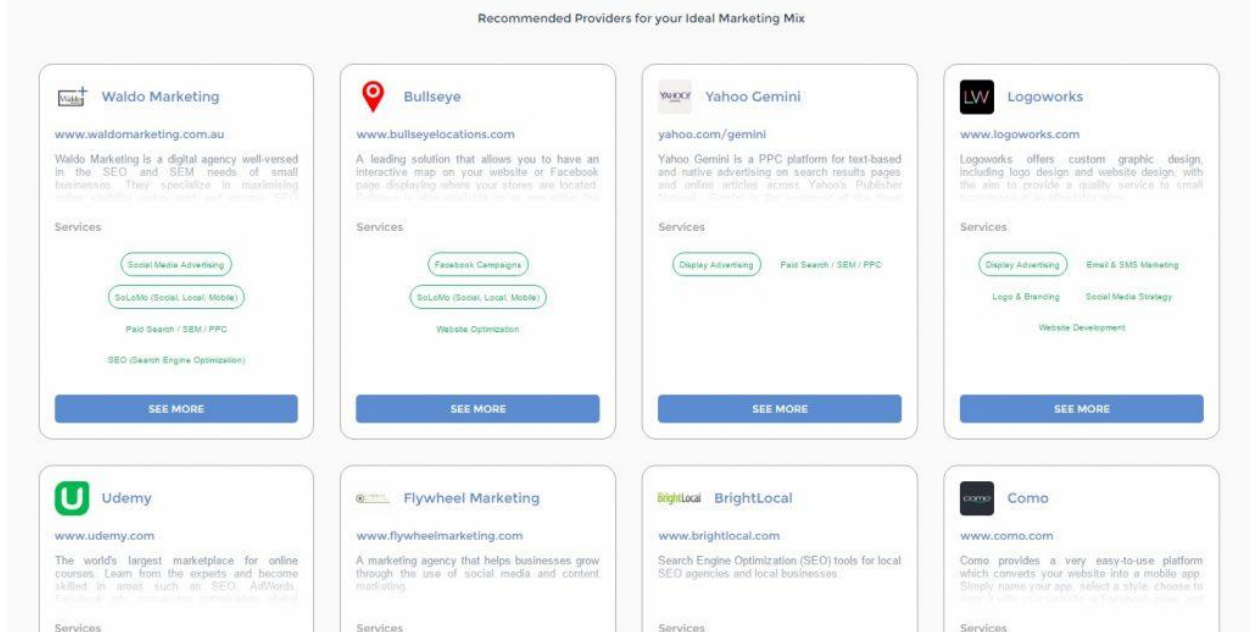 Recommended Providers for your Ideal Marketing Mix
Waldo Marketing
www.waldomarketing.com.au
Waldo Marketing is a digital agency well-versed
in the SEO and SEM needs of small
businesses. They specialize in maximising
Services
Social Media Advertising
SoLoMo (Social, Local, Mobile)
Paid Search / SEM / PPC
SEO (Search Engine Optimization)
SEE MORE
Bullseye
www.bullseyelocations.com
A leading solution that allows you to have an
interactive map on your website or Facebook
page displaying where your stores are located.
Services
Facebook Campaigns
SoLoMo (Social, Local, Mobile)
Website Optimization
SEE MORE
YAHOO!
Yahoo Gemini
yahoo.com/gemini
Yahoo Gemini is a PPC platform for text-based
and native advertising on search results pages
and online articles across Yahoo's Publisher
Services
Display Advertising
Paid Search / SEM / PPC
SEE MORE
LW
Logoworks
www.logoworks.com
Logoworks offers custom graphic design,
including logo design and website design, with
the aim to provide a quality service to small
Services
Display Advertising
Email & SMS Marketing
Logo & Branding
Social Media Strategy
Website Development
SEE MORE
Udemy
www.udemy.com
The world's largest marketplace for online
courses. Learn from the experts and become
skilled in areas such as SEO, AdWords,
Services
Flywheel Marketing
www.flywheelmarketing.com
A marketing agency that helps businesses grow
through the use of social media and content
marketing.
Services
BrightLocal
BrightLocal
www.brightlocal.com
Search Engine Optimization (SEO) tools for local
SEO agencies and local businesses.
Services
como
Como
www.como.com
Como provides a very easy-to-use platform
which converts your website into a mobile app.
Simply name your app, select a style, choose to
Services